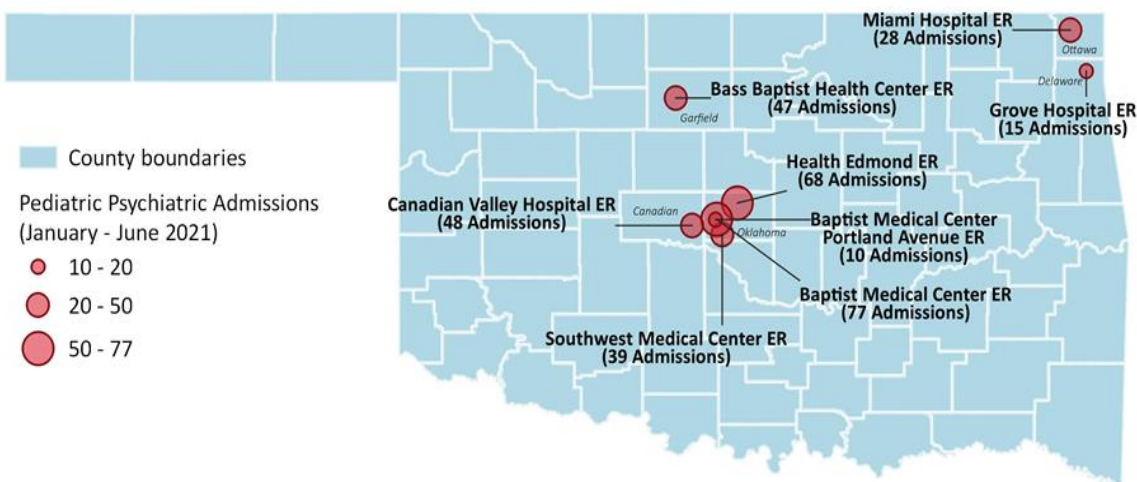 Miami Hospital ER
(28 Admissions)
Ottawa
Delaware
Grove Hospital ER
(15 Admissions)
Bass Baptist Health Center ER
(47 Admissions)
Garfield
County boundaries
Pediatric Psychiatric Admissions
(January - June 2021)
10 - 20
20 - 50
50 - 77
Health Edmond ER
(68 Admissions)
Canadian Valley Hospital ER
(48 Admissions)
Canadian
Oklahoma
Baptist Medical Center
Portland Avenue ER
(10 Admissions)
Baptist Medical Center ER
(77 Admissions)
Southwest Medical Center ER
(39 Admissions)